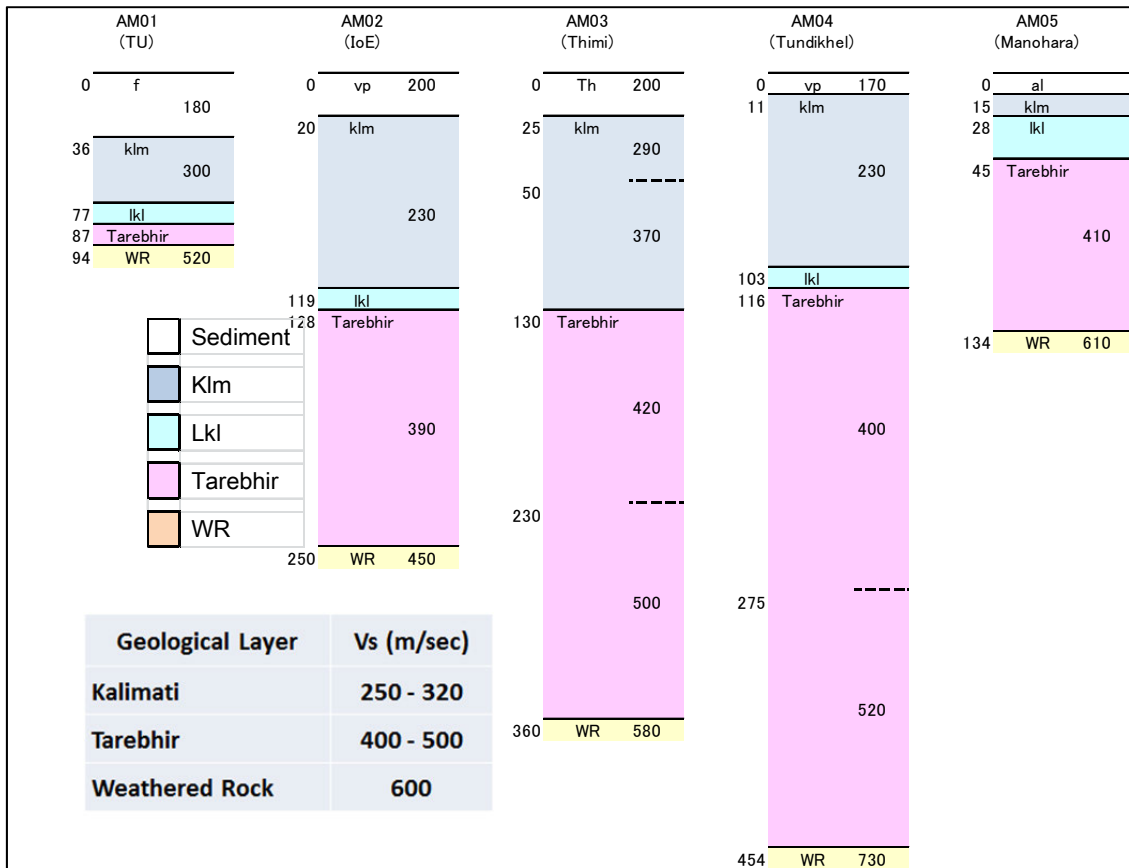 AM01 AM02 AM03 AM04 AM05
(TU) (IoE) (Thimi) (Tundikhel) (Manohara)
0 f
180
36 klm
300
77 lkl
87 Tarebhir
94 WR 520
0 vp 200
20 klm
230
119 lkl
128 Tarebhir
390
250 WR 450
0 Th 200
25 klm
290
50
370
130 Tarebhir
420
230
500
360 WR 580
0 vp 170
11 klm
230
103 lkl
116 Tarebhir
400
275
520
454 WR 730
0 al
15 klm
28 lkl
45 Tarebhir
410
134 WR 610
Sediment
Klm
Lkl
Tarebhir
WR
Geological Layer Vs (m/sec)
Kalimati 250 - 320
Tarebhir 400 - 500
Weathered Rock 600